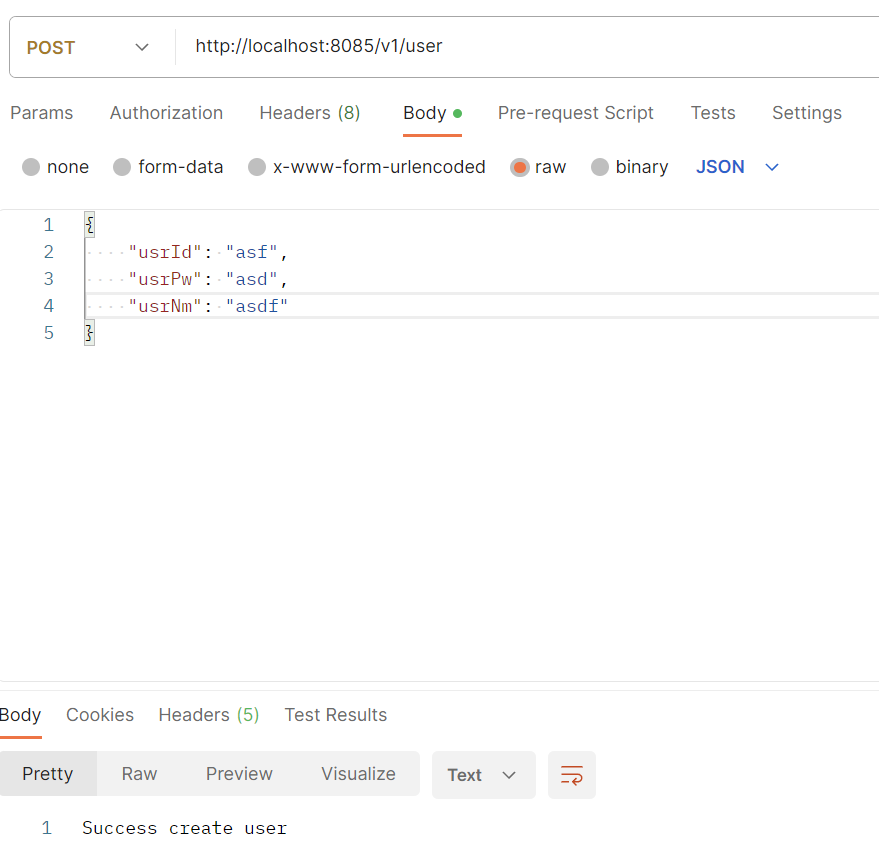 POST http://localhost:8085/v1/user
Params Authorization Headers (8) Body Pre-request Script Tests Settings
none form-data x-www-form-urlencoded raw binary JSON
1 {
2 "usrId": "asf",
3 "usrPw": "asd",
4 "usrNm": "asdf"
5 }
Body Cookies Headers (5) Test Results
Pretty Raw Preview Visualize Text
1 Success create user